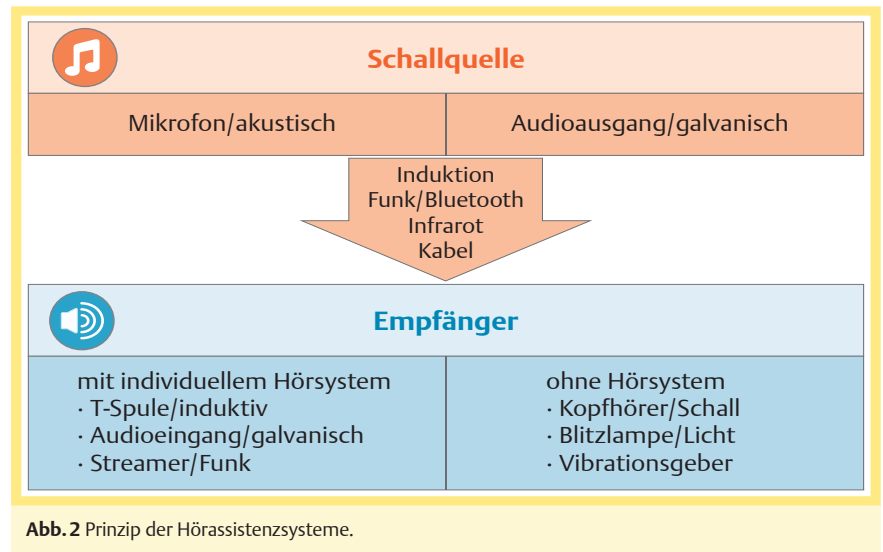 Schallquelle
Mikrofon/akustisch
Audioausgang/galvanisch
Induktion
Funk/Bluetooth
Infrarot
Kabel
Empfänger
mit individuellem Hörsystem
· T-Spule/induktiv
· Audioeingang/galvanisch
· Streamer/Funk
ohne Hörsystem
· Kopfhörer/Schall
· Blitzlampe/Licht
· Vibrationsgeber
Abb. 2 Prinzip der Hörassistenzsysteme.